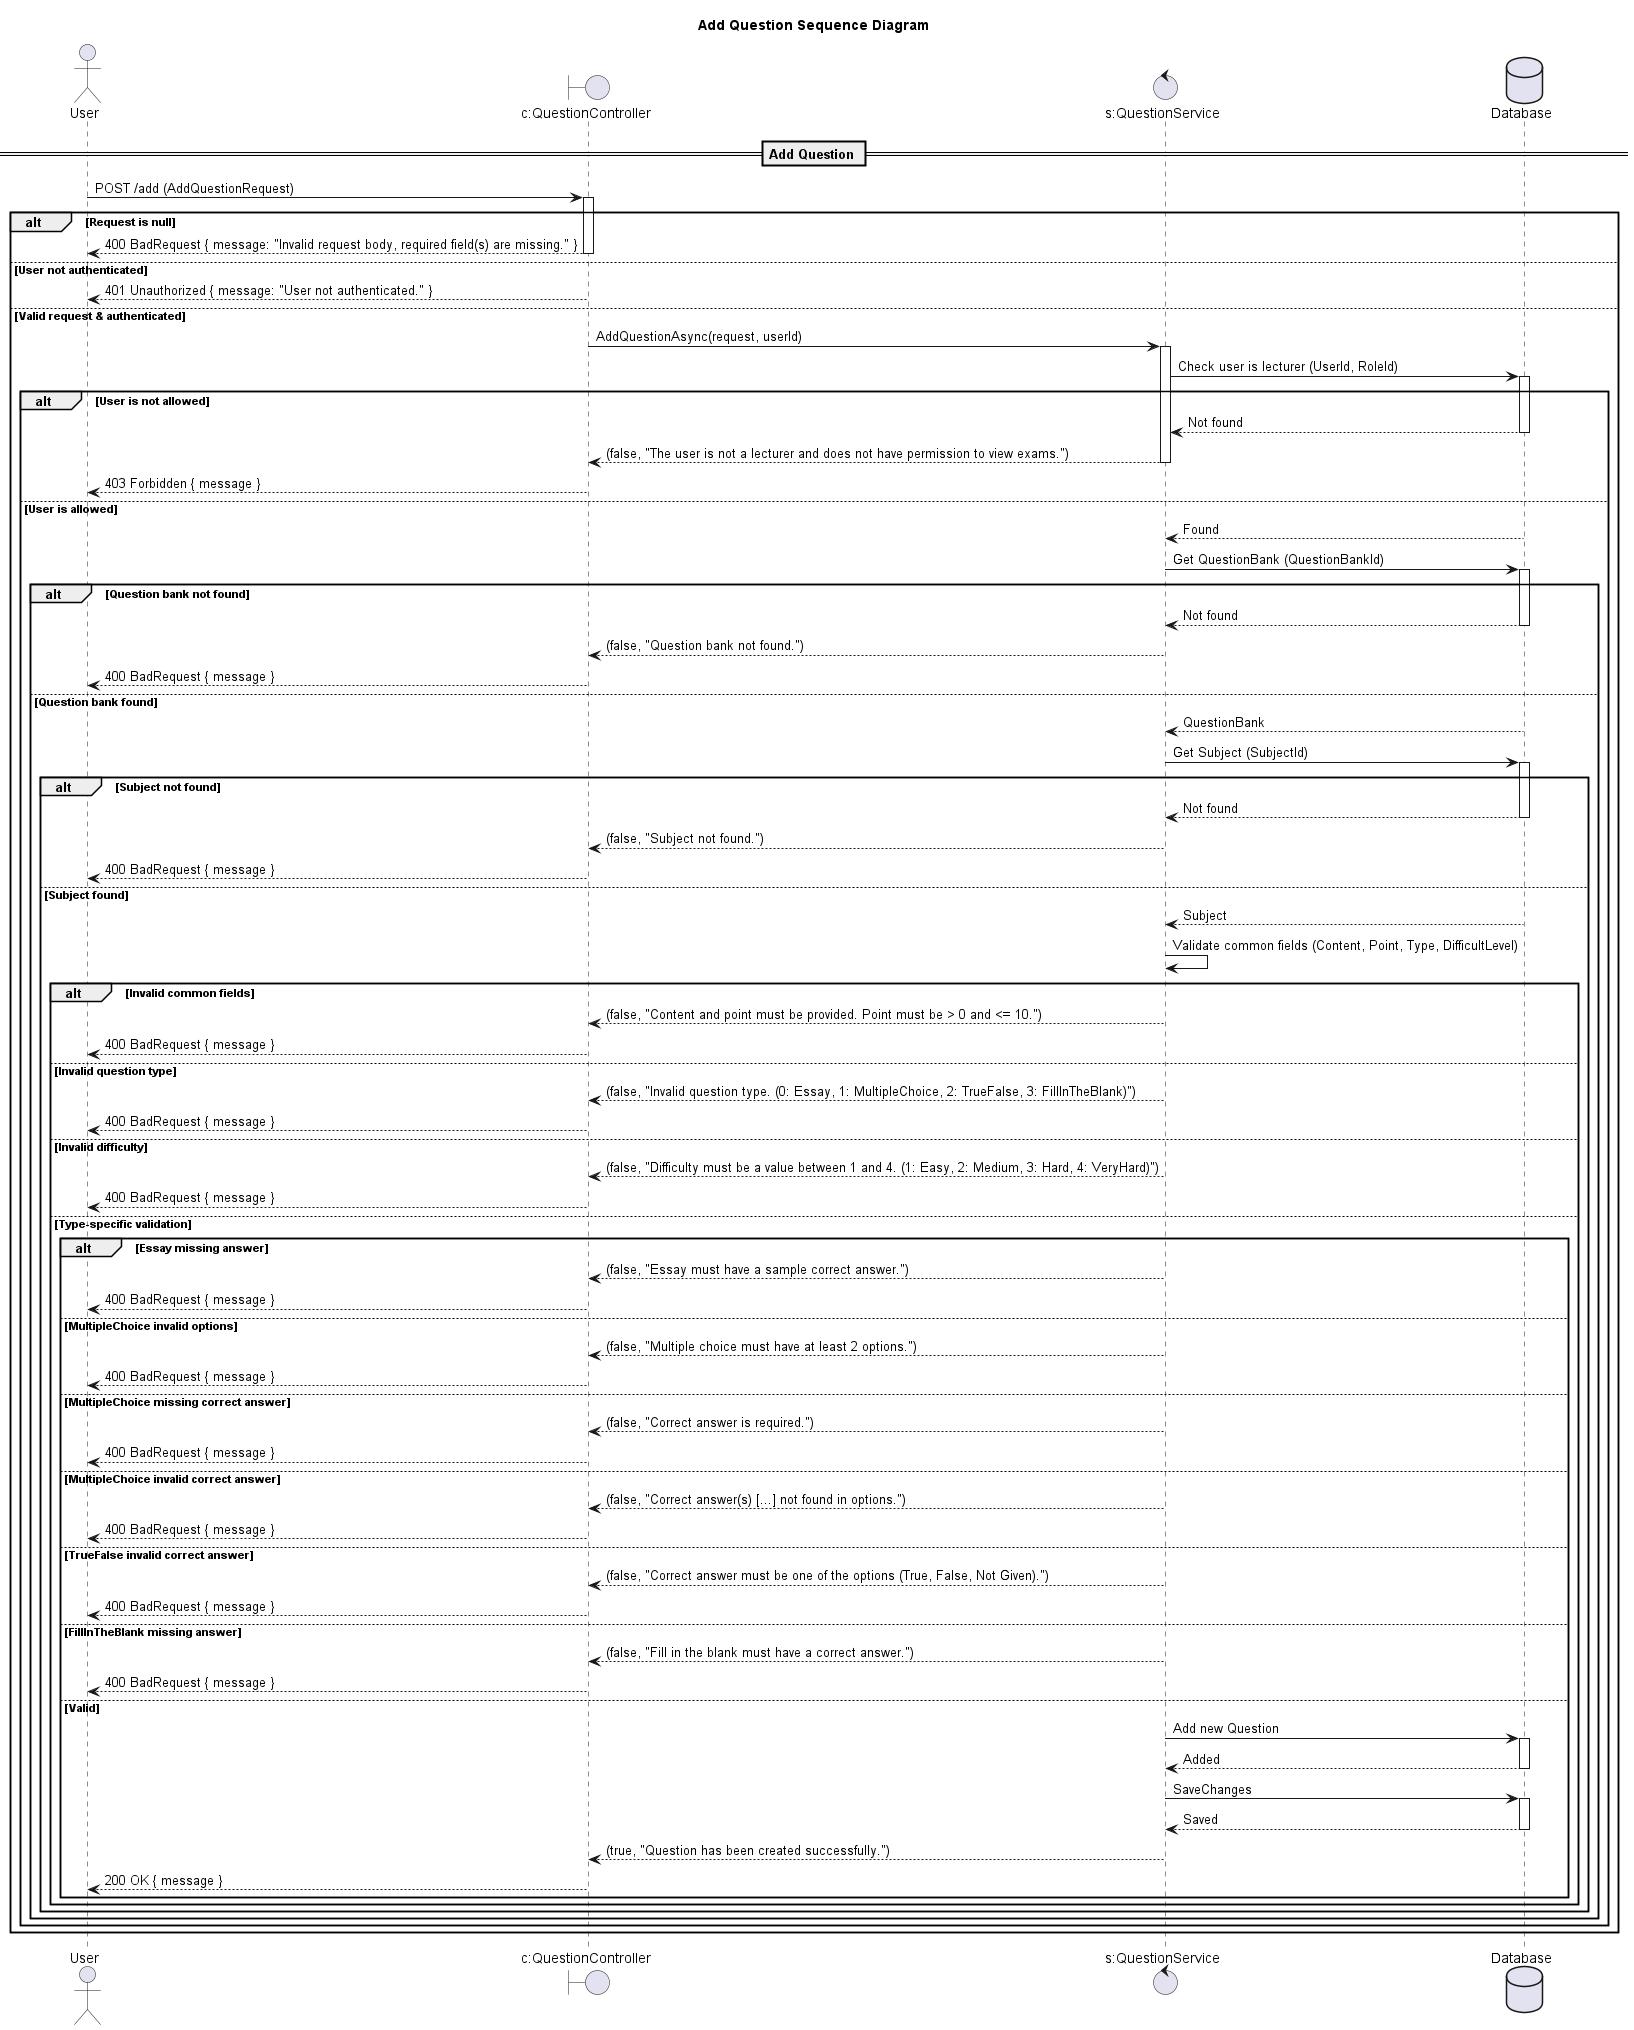 Add Question Sequence Diagram
User
c:QuestionController
s:QuestionService
Database
Add Question
POST /add (AddQuestionRequest)
alt [Request is null]
400 BadRequest { message: "Invalid request body, required field(s) are missing." }
[User not authenticated]
401 Unauthorized { message: "User not authenticated." }
[Valid request & authenticated]
AddQuestionAsync(request, userId)
Check user is lecturer (UserId, RoleId)
alt [User is not allowed]
Not found
(false, "The user is not a lecturer and does not have permission to view exams.")
403 Forbidden { message }
[User is allowed]
Found
Get QuestionBank (QuestionBankId)
alt [Question bank not found]
Not found
(false, "Question bank not found.")
400 BadRequest { message }
[Question bank found]
QuestionBank
Get Subject (SubjectId)
alt [Subject not found]
Not found
(false, "Subject not found.")
400 BadRequest { message }
[Subject found]
Subject
Validate common fields (Content, Point, Type, DifficultLevel)
alt [Invalid common fields]
(false, "Content and point must be provided. Point must be > 0 and <= 10.")
400 BadRequest { message }
[Invalid question type]
(false, "Invalid question type. (0: Essay, 1: MultipleChoice, 2: TrueFalse, 3: FillInTheBlank)")
400 BadRequest { message }
[Invalid difficulty]
(false, "Difficulty must be a value between 1 and 4. (1: Easy, 2: Medium, 3: Hard, 4: VeryHard)")
400 BadRequest { message }
[Type-specific validation]
alt [Essay missing answer]
(false, "Essay must have a sample correct answer.")
400 BadRequest { message }
[MultipleChoice invalid options]
(false, "Multiple choice must have at least 2 options.")
400 BadRequest { message }
[MultipleChoice missing correct answer]
(false, "Correct answer is required.")
400 BadRequest { message }
[MultipleChoice invalid correct answer]
(false, "Correct answer(s) [...] not found in options.")
400 BadRequest { message }
[TrueFalse invalid correct answer]
(false, "Correct answer must be one of the options (True, False, Not Given).")
400 BadRequest { message }
[FillInTheBlank missing answer]
(false, "Fill in the blank must have a correct answer.")
400 BadRequest { message }
[Valid]
Add new Question
Added
SaveChanges
Saved
(true, "Question has been created successfully.")
200 OK { message }
User
c:QuestionController
s:QuestionService
Database